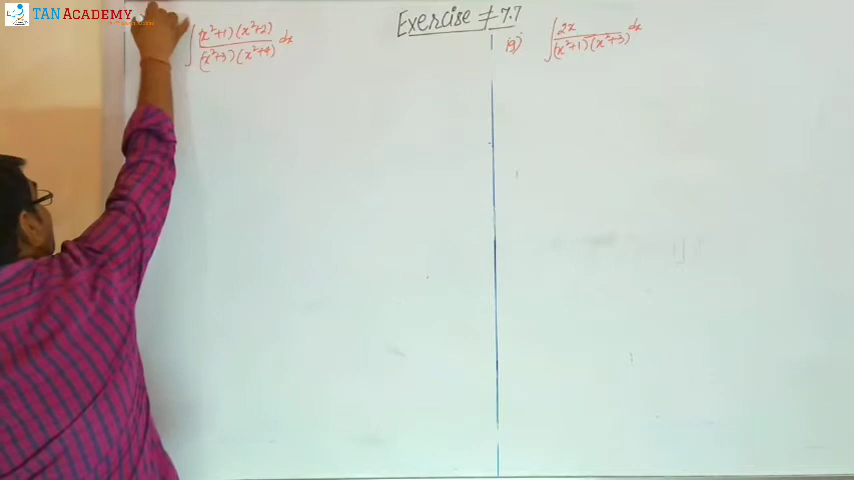 TAN ACADEMY
Exercise ≠ 7.7
∫ (x²+1)(x²+2) / (x²+3)(x²+4) dx
19) ∫ 2x / (x²+1)(x²+3) dx